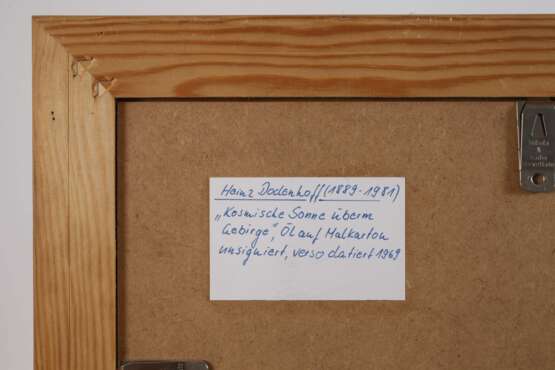 Heinz Dodenhoff (1889-1981)
„Kosmische Sonne überm
Gebirge", Öl auf Malkarton
unsigniert, verso datiert 1969